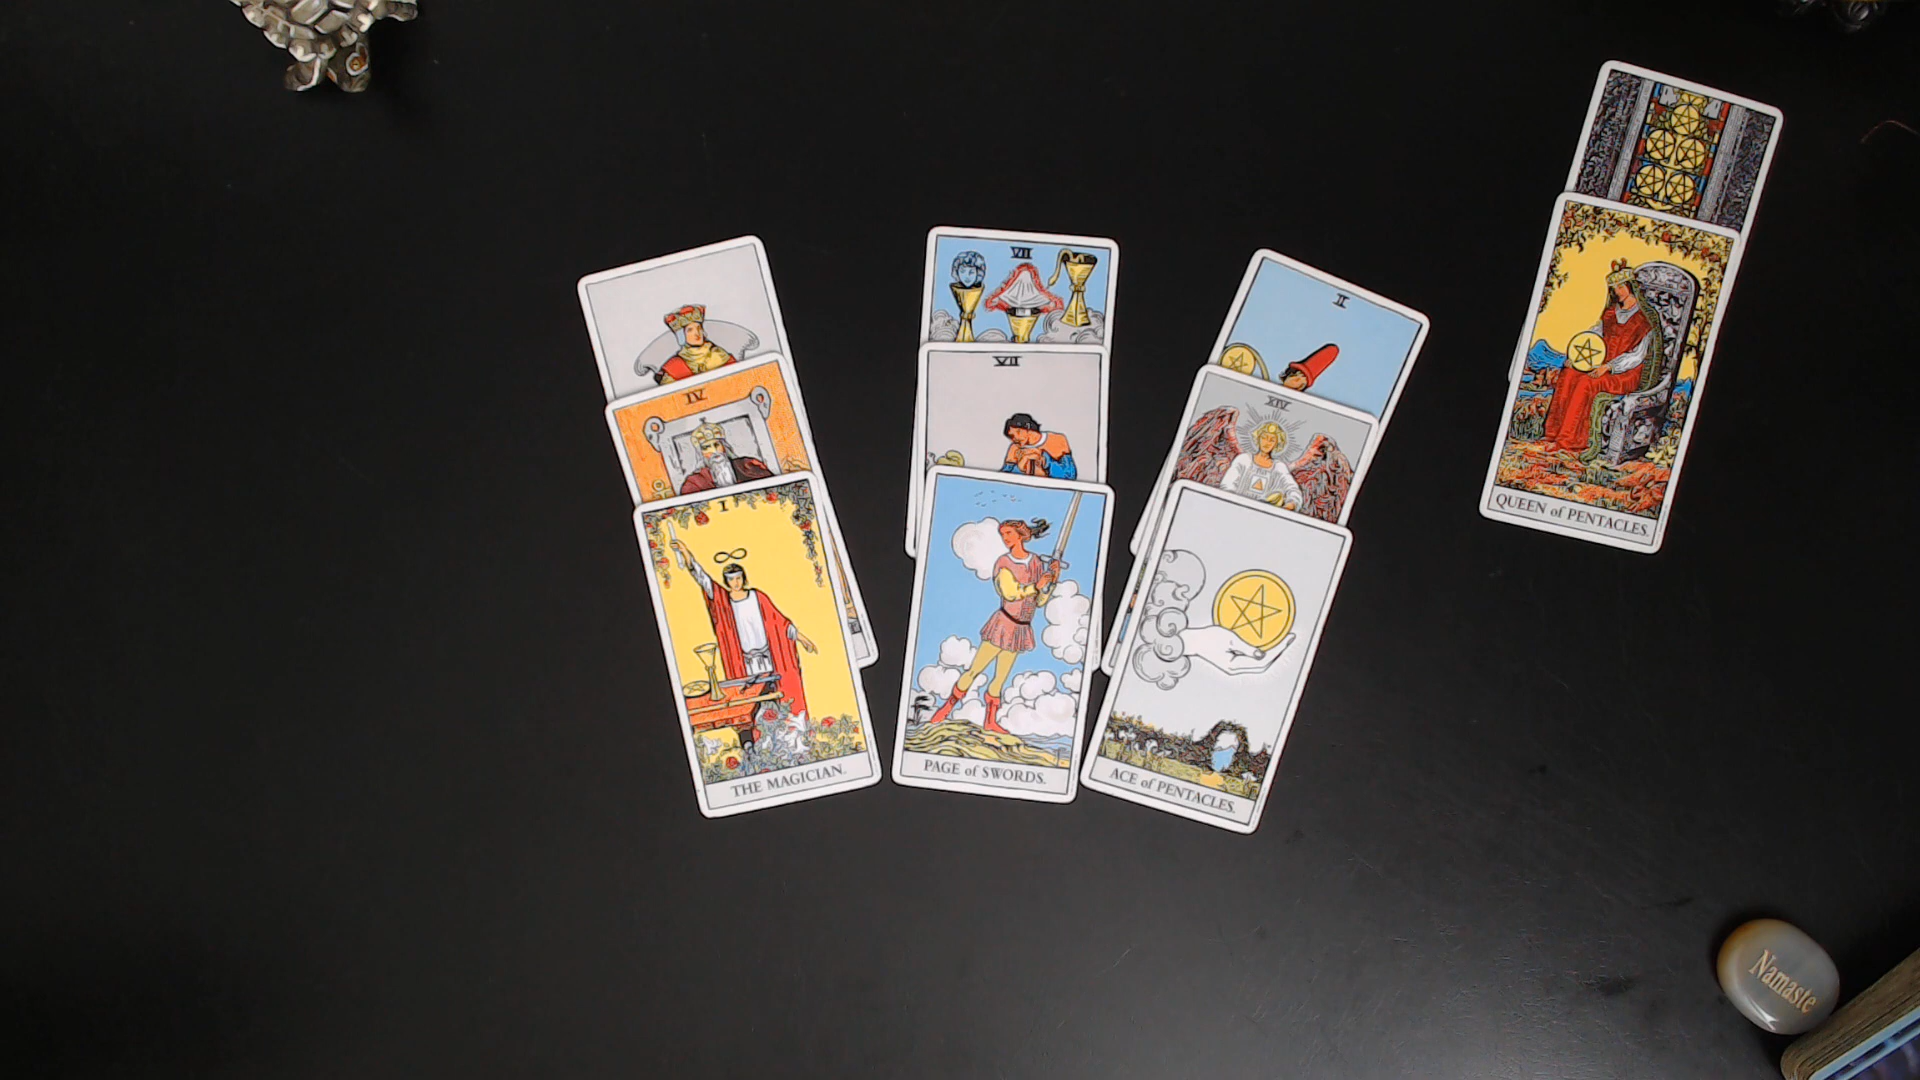 VII
II
VII
IV
XIV
QUEEN of PENTACLES.
I
THE MAGICIAN.
PAGE of SWORDS.
ACE of PENTACLES.
Namaste